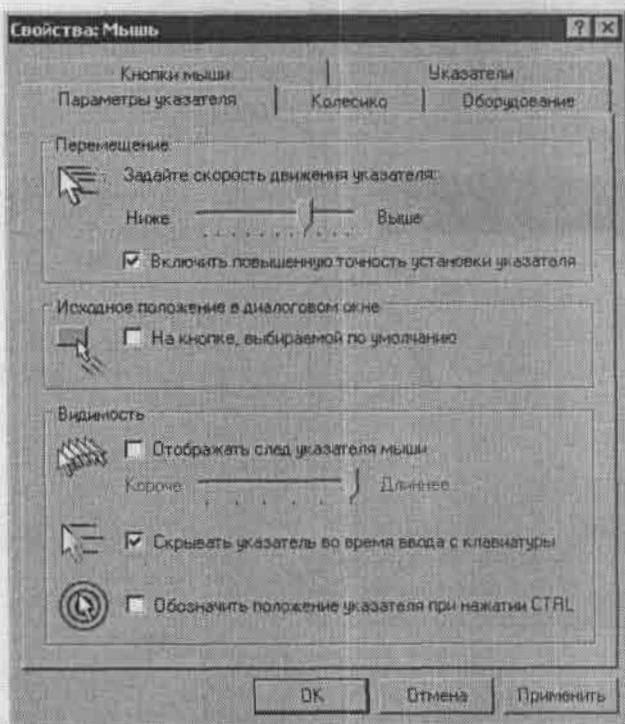 Свойства: Мышь
Кнопки мыши
Указатели
Параметры указателя
Колесико
Оборудование
Перемещение
Задайте скорость движения указателя:
Ниже
Выше
Включить повышенную точность установки указателя
Исходное положение в диалоговом окне
На кнопке, выбираемой по умолчанию
Видимость
Отображать след указателя мыши
Короче
Длиннее
Скрывать указатель во время ввода с клавиатуры
Обозначить положение указателя при нажатии CTRL
OK
Отмена
Применить